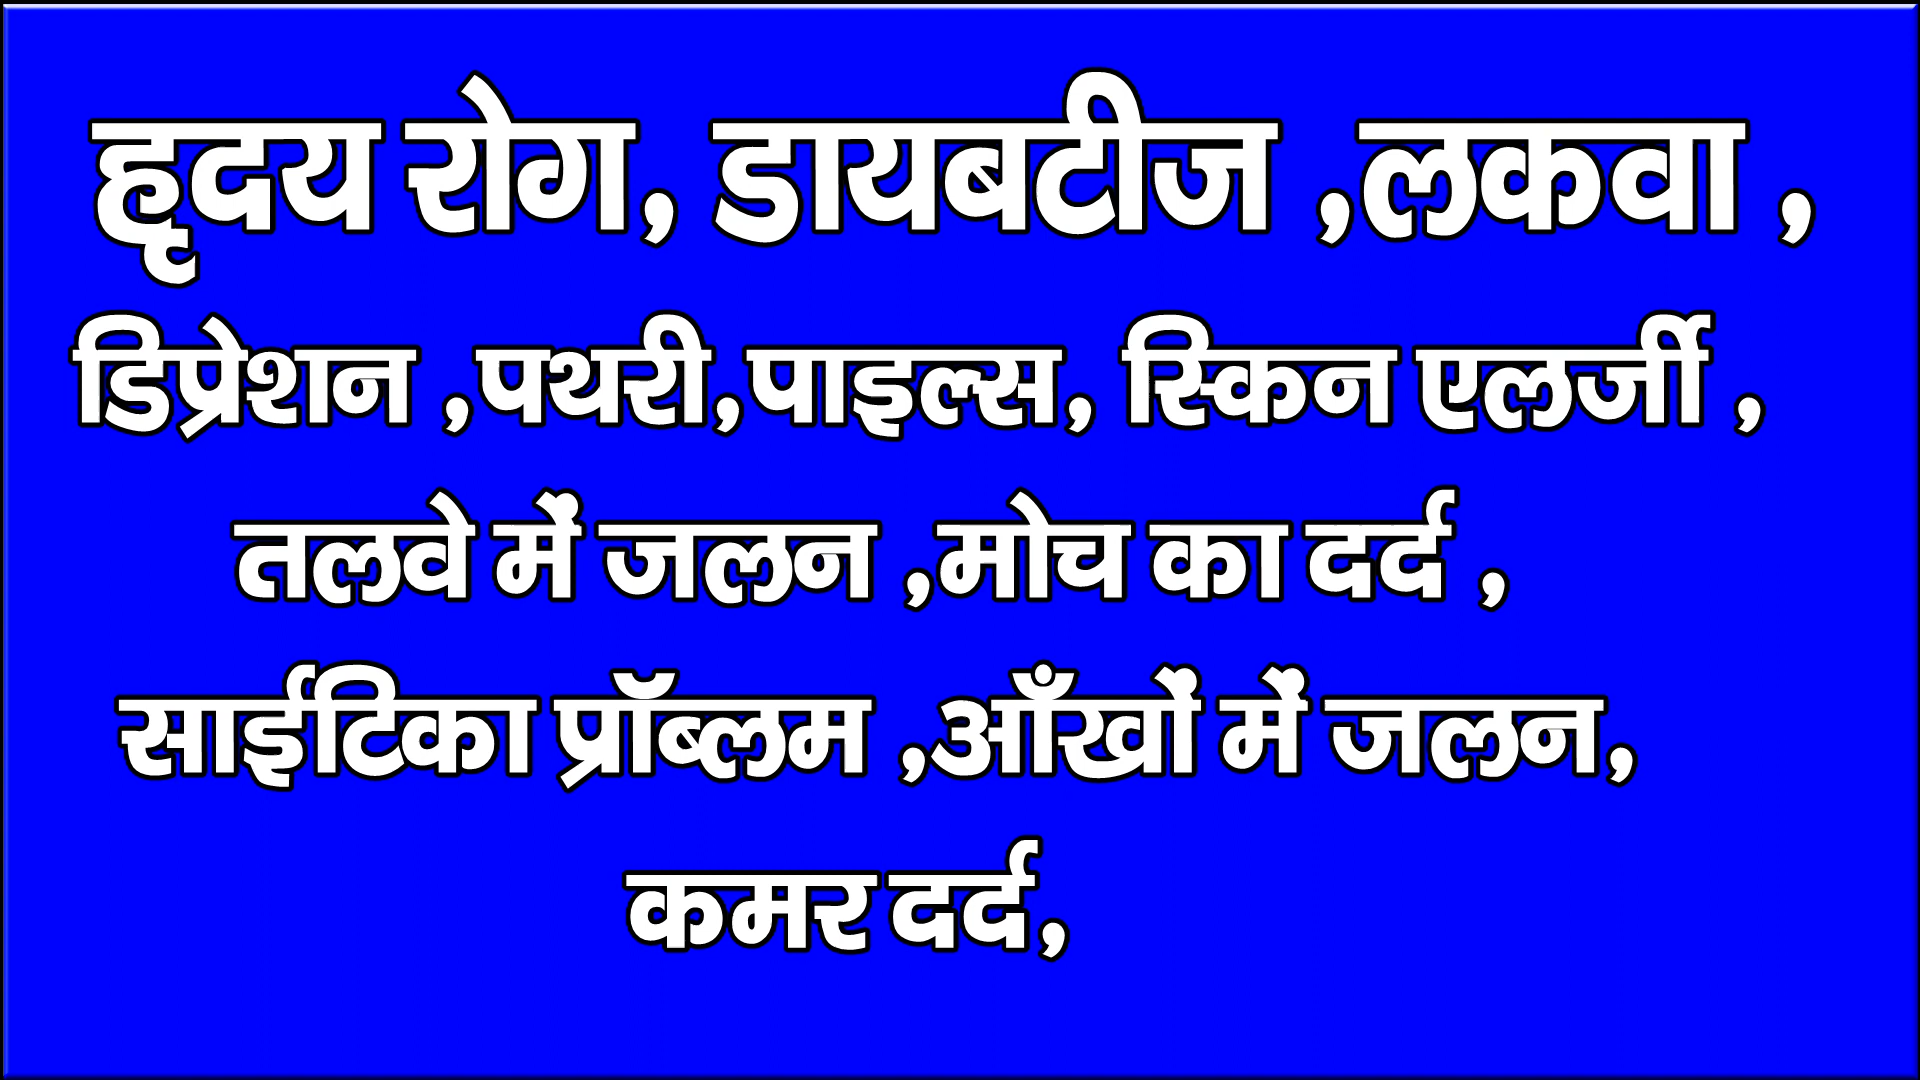 हृदय रोग, डायबटीज ,लकवा ,
डिप्रेशन ,पथरी,पाइल्स, स्किन एलर्जी ,
तलवे में जलन ,मोच का दर्द ,
साईटिका प्रॉब्लम ,आँखों में जलन,
कमर दर्द,